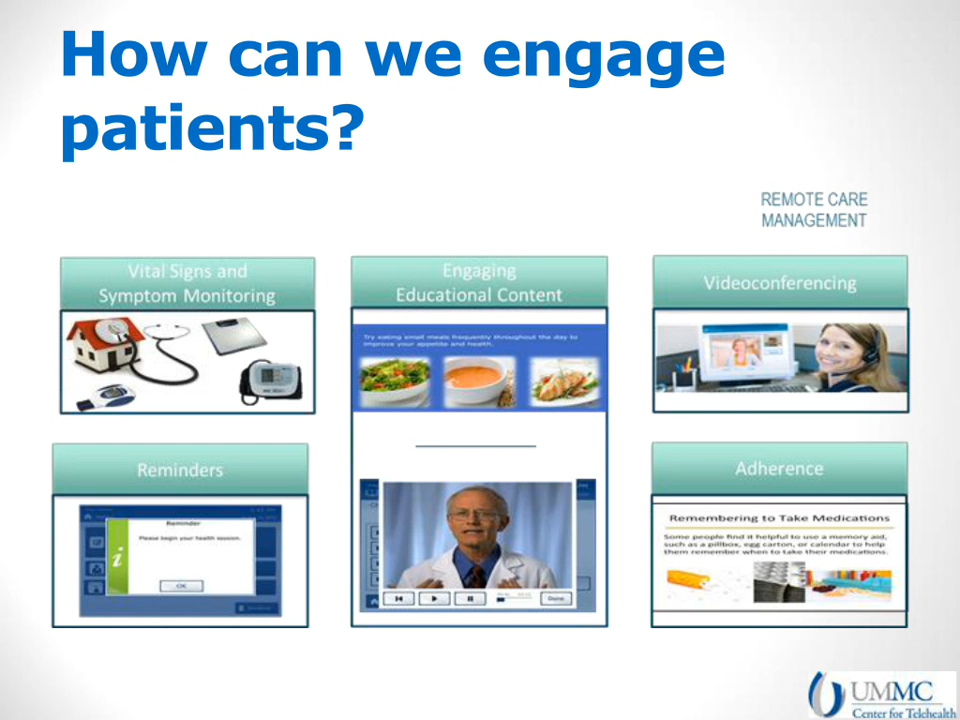 How can we engage
patients?
REMOTE CARE
MANAGEMENT
Vital Signs and
Symptom Monitoring
Engaging
Educational Content
Try eating small meals frequently throughout the day to
improve your appetite and health.
Videoconferencing
Reminders
Reminder
Please begin your health session.
i
OK
Done
Adherence
Remembering to Take Medications
Some people find it helpful to use a memory aid,
such as a pillbox, egg carton, or calendar to help
them remember when to take their medications.
UMMC
Center for Telehealth